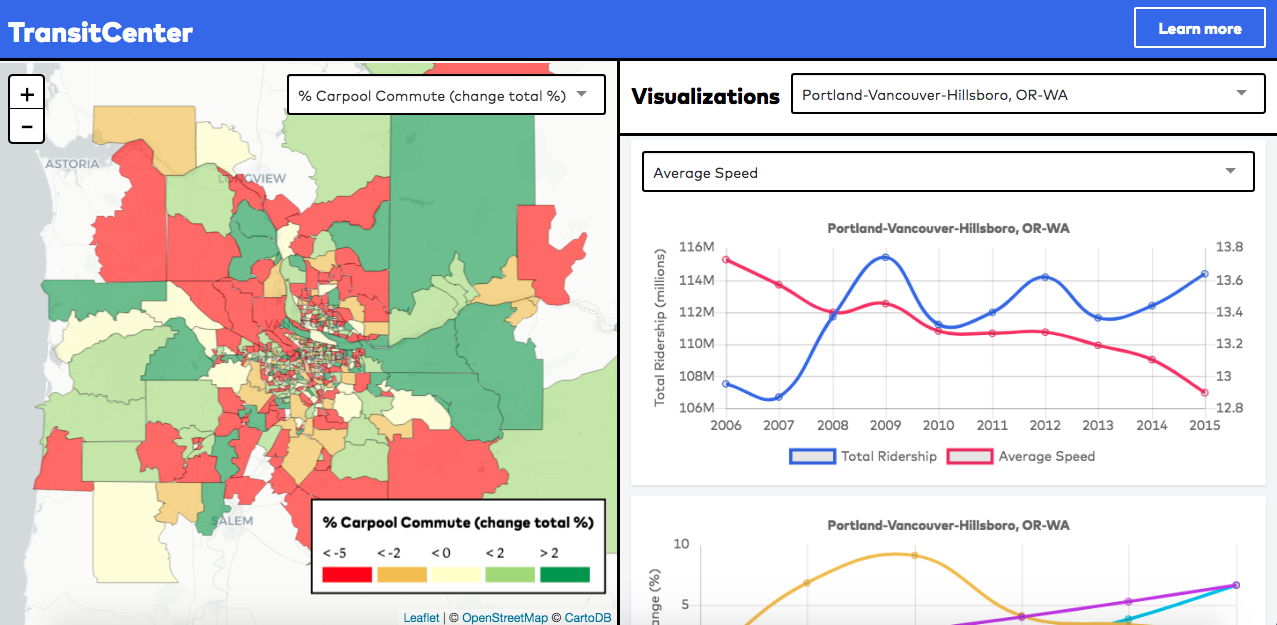 TransitCenter
Learn more
+
−
% Carpool Commute (change total %)
ASTORIA
LONGVIEW
SALEM
% Carpool Commute (change total %)
< -5 < -2 < 0 < 2 > 2
Leaflet | © OpenStreetMap © CartoDB
Visualizations
Portland-Vancouver-Hillsboro, OR-WA
Average Speed
Portland-Vancouver-Hillsboro, OR-WA
Total Ridership (millions)
116M
114M
112M
110M
108M
106M
13.8
13.6
13.4
13.2
13
12.8
2006 2007 2008 2009 2010 2011 2012 2013 2014 2015
Total Ridership Average Speed
Portland-Vancouver-Hillsboro, OR-WA
10
5
(%)